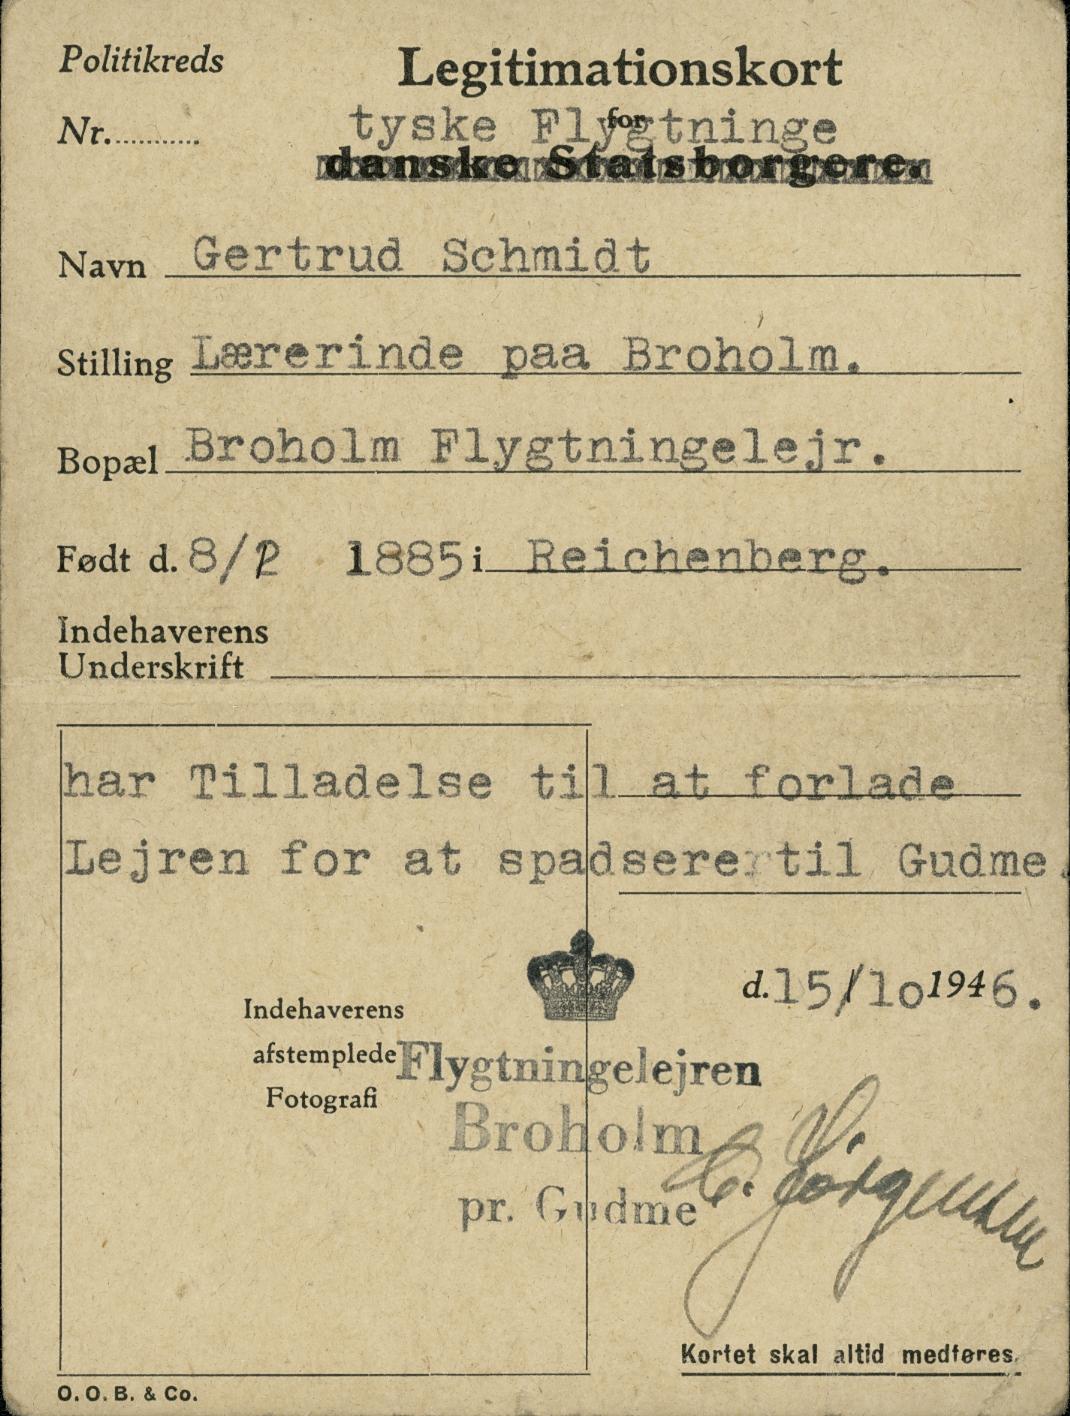 Politikreds
Legitimationskort
Nr............
for
tyske Flygtninge
danske Statsborgere.
Navn Gertrud Schmidt
Stilling Lærerinde paa Broholm.
Bopæl Broholm Flygtningelejr.
Født d. 8/2 1885 i Reichenberg.
Indehaverens
Underskrift
har Tilladelse til at forlade
Lejren for at spadsere til Gudme.
d. 15/10 1946.
Indehaverens
afstemplede
Fotografi
Flygtningelejren
Broholm
pr. Gudme
C. Jørgensen
Kortet skal altid medføres.
O. O. B. & Co.